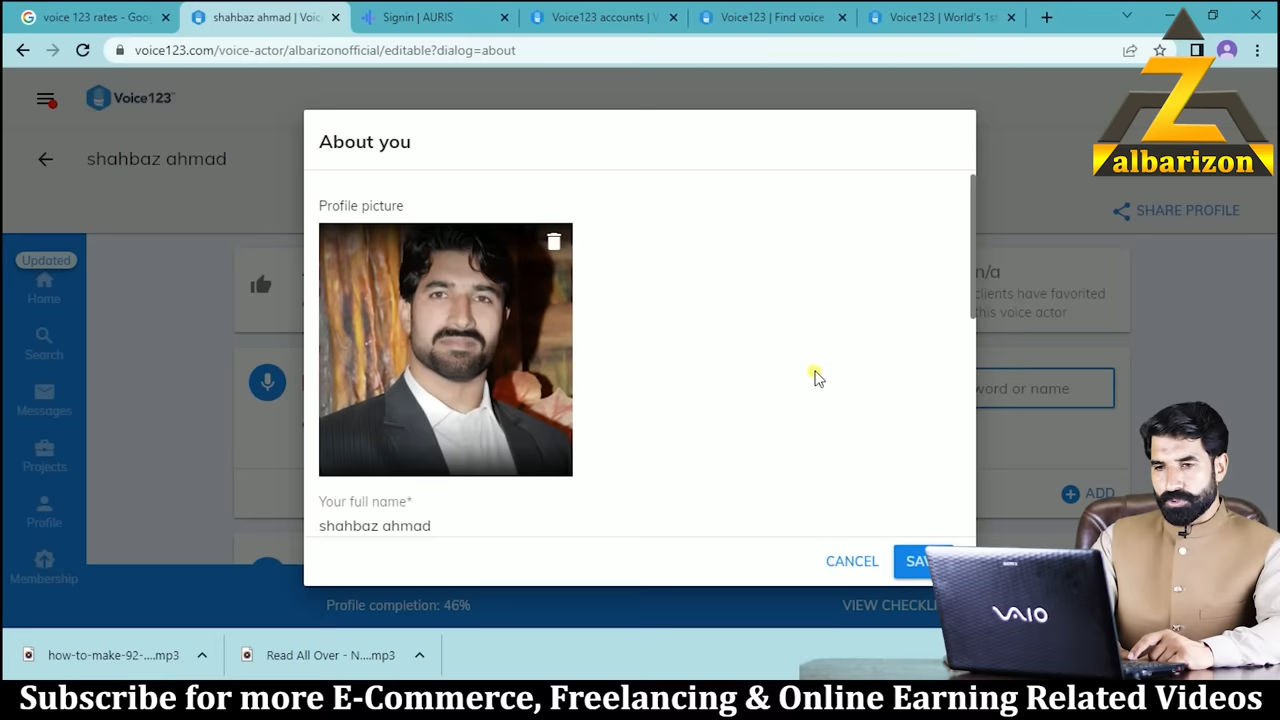 voice 123 rates - Goo
shahbaz ahmad | Voi
Signin | AURIS
Voice123 accounts | V
Voice123 | Find voice
Voice123 | World's 1st
voice123.com/voice-actor/albarizonofficial/editable?dialog=about
Z
albarizon
Voice123
shahbaz ahmad
SHARE PROFILE
About you
Profile picture
Updated
Home
Search
Messages
Projects
Profile
Membership
n/a
clients have favorited
this voice actor
word or name
ADD
Your full name*
shahbaz ahmad
CANCEL
Profile completion: 46%
VIEW CHECKLI
VAIO
how-to-make-92-....mp3
Read All Over - N....mp3
Subscribe for more E-Commerce, Freelancing & Online Earning Related Videos